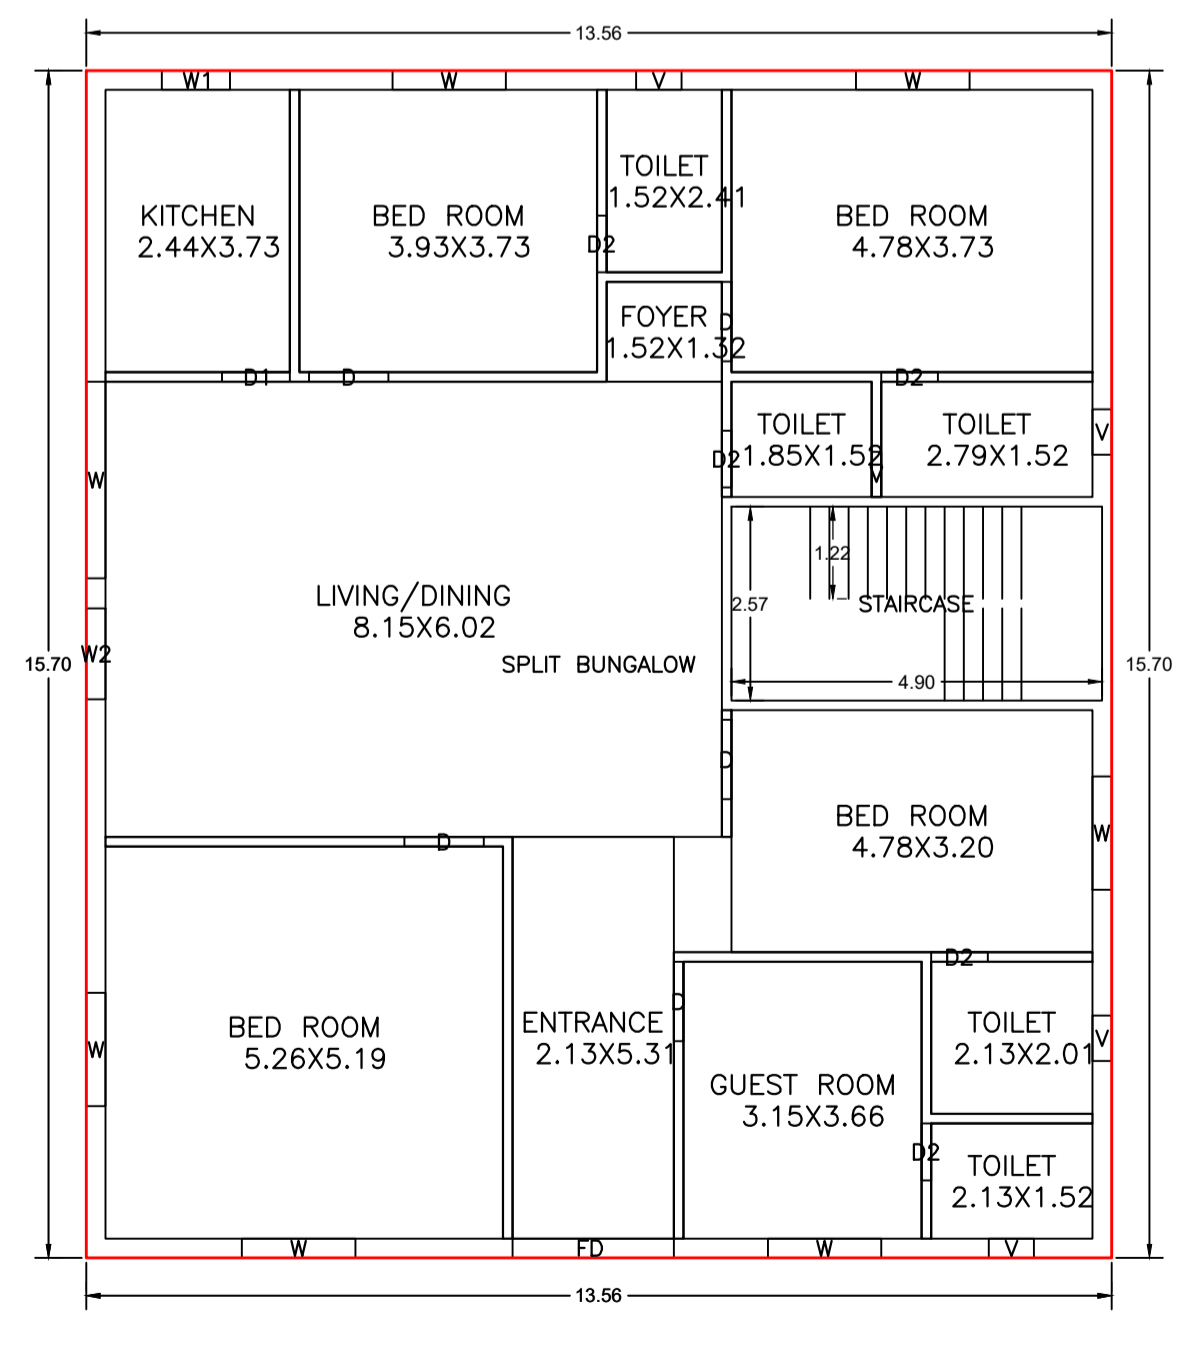 13.56
W1
W
V
W
TOILET
1.52X2.41
KITCHEN
2.44X3.73
BED ROOM
3.93X3.73
BED ROOM
4.78X3.73
D2
FOYER
1.52X1.32
D
D1
D
D2
TOILET
1.85X1.52
TOILET
2.79X1.52
V
D2
V
W
1.22
2.57
STAIRCASE
LIVING/DINING
8.15X6.02
SPLIT BUNGALOW
W2
15.70
15.70
4.90
D
BED ROOM
4.78X3.20
W
D
D2
D
BED ROOM
5.26X5.19
ENTRANCE
2.13X5.31
TOILET
2.13X2.01
V
W
GUEST ROOM
3.15X3.66
D2
TOILET
2.13X1.52
W
FD
W
V
13.56